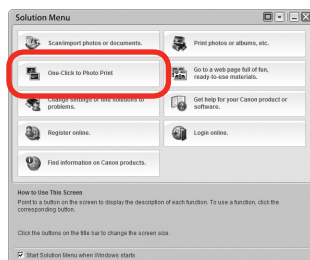 Solution Menu
Scan/import photos or documents.
Print photos or albums, etc.
One-Click to Photo Print
Go to a web page full of fun,
ready-to-use materials.
Change settings or find solutions to
problems.
Get help for your Canon product or
software.
Register online.
Login online.
Find information on Canon products.
How to Use This Screen
Point to a button on the screen to display the description of each function. To use a function, click the
corresponding button.
Click the buttons on the title bar to change the screen size.
Start Solution Menu when Windows starts